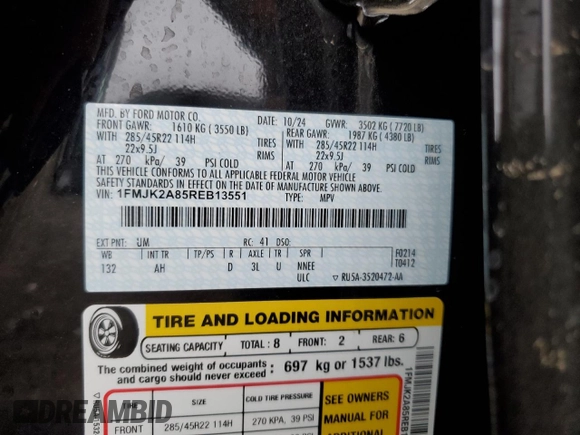 MFD. BY FORD MOTOR CO.
DATE: 10/24 GVWR: 3502 KG ( 7720 LB)
FRONT GAWR: 1610 KG ( 3550 LB) REAR GAWR: 1987 KG ( 4380 LB)
WITH 285/45R22 114H TIRES WITH 285/45R22 114H TIRES
22x9.5J RIMS 22x9.5J RIMS
AT 270 kPa/ 39 PSI COLD AT 270 kPa/ 39 PSI COLD
THIS VEHICLE CONFORMS TO ALL APPLICABLE FEDERAL MOTOR VEHICLE
SAFETY AND THEFT PREVENTION STANDARDS IN EFFECT ON THE DATE OF
MANUFACTURE SHOWN ABOVE.
VIN: 1FMJK2A85REB13551 TYPE: MPV
EXT PNT: UM RC: 41 DSO:
WB INT TR TP/PS R AXLE TR SPR F0214
132 AH D 3L U NNEE T0412
ULC ▽ RU5A-3520472-AA
TIRE AND LOADING INFORMATION
SEATING CAPACITY TOTAL : 8 FRONT: 2 REAR: 6
The combined weight of occupants
and cargo should never exceed : 697 kg or 1537 lbs.
TIRE SIZE COLD TIRE PRESSURE
FRONT 285/45R22 114H 270 KPA, 39 PSI
SEE OWNERS
MANUAL FOR
ADDITIONAL
DREAMBID